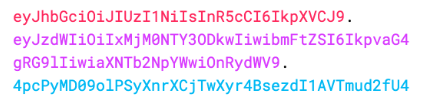 eyJhbGciOiJIUzI1NiIsInR5cCI6IkpXVCJ9.
eyJzdWIiOiIxMjM0NTY3ODkwIiwibmFtZSI6IkpvaG4
gRG9lIiwiaXNTb2NpYWwiOnRydWV9.
4pcPyMD09olPSyXnrXCjTwXyr4BsezdI1AVTmud2fU4